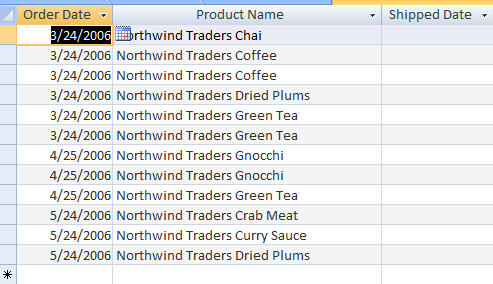 Order Date Product Name Shipped Date
3/24/2006 Northwind Traders Chai
3/24/2006 Northwind Traders Coffee
3/24/2006 Northwind Traders Coffee
3/24/2006 Northwind Traders Dried Plums
3/24/2006 Northwind Traders Green Tea
3/24/2006 Northwind Traders Green Tea
4/25/2006 Northwind Traders Gnocchi
4/25/2006 Northwind Traders Gnocchi
4/25/2006 Northwind Traders Green Tea
5/24/2006 Northwind Traders Crab Meat
5/24/2006 Northwind Traders Curry Sauce
5/24/2006 Northwind Traders Dried Plums